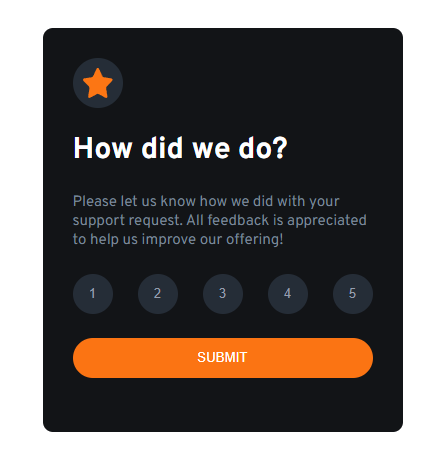 How did we do?
Please let us know how we did with your
support request. All feedback is appreciated
to help us improve our offering!
1 2 3 4 5
SUBMIT